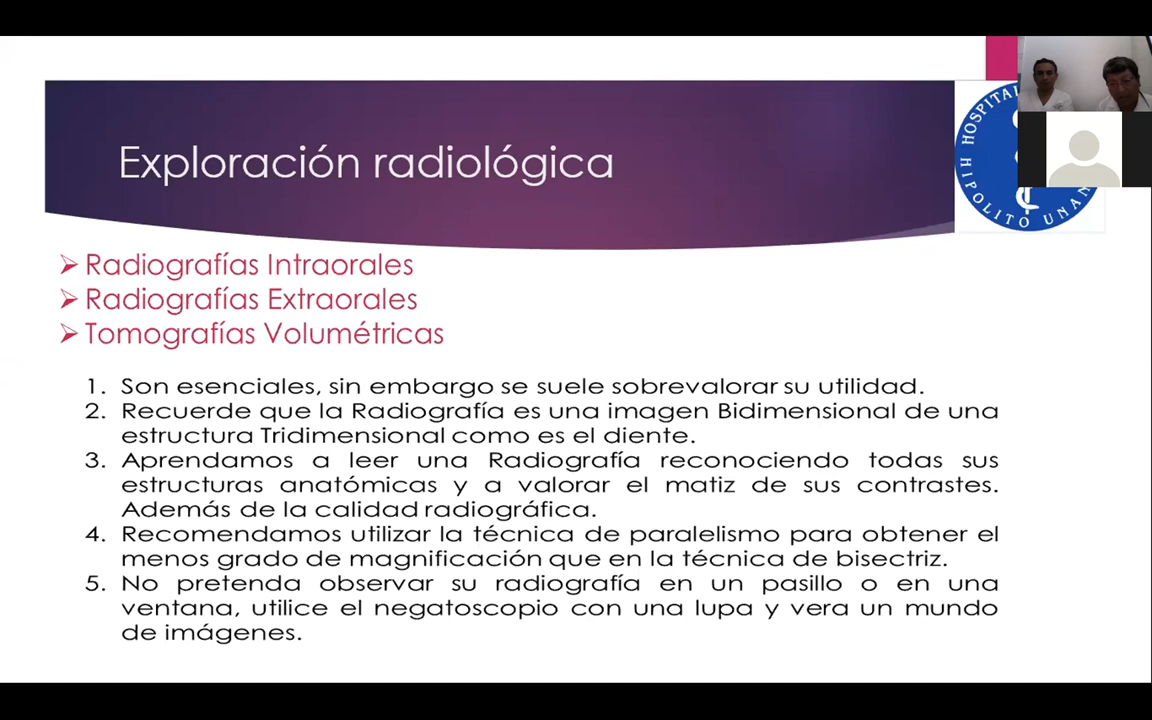 Exploración radiológica
HOSPITAL
HIPOLITO UNAN
➢ Radiografías Intraorales
➢ Radiografías Extraorales
➢ Tomografías Volumétricas
1. Son esenciales, sin embargo se suele sobrevalorar su utilidad.
2. Recuerde que la Radiografía es una imagen Bidimensional de una
estructura Tridimensional como es el diente.
3. Aprendamos a leer una Radiografía reconociendo todas sus
estructuras anatómicas y a valorar el matiz de sus contrastes.
Además de la calidad radiográfica.
4. Recomendamos utilizar la técnica de paralelismo para obtener el
menos grado de magnificación que en la técnica de bisectriz.
5. No pretenda observar su radiografía en un pasillo o en una
ventana, utilice el negatoscopio con una lupa y vera un mundo
de imágenes.